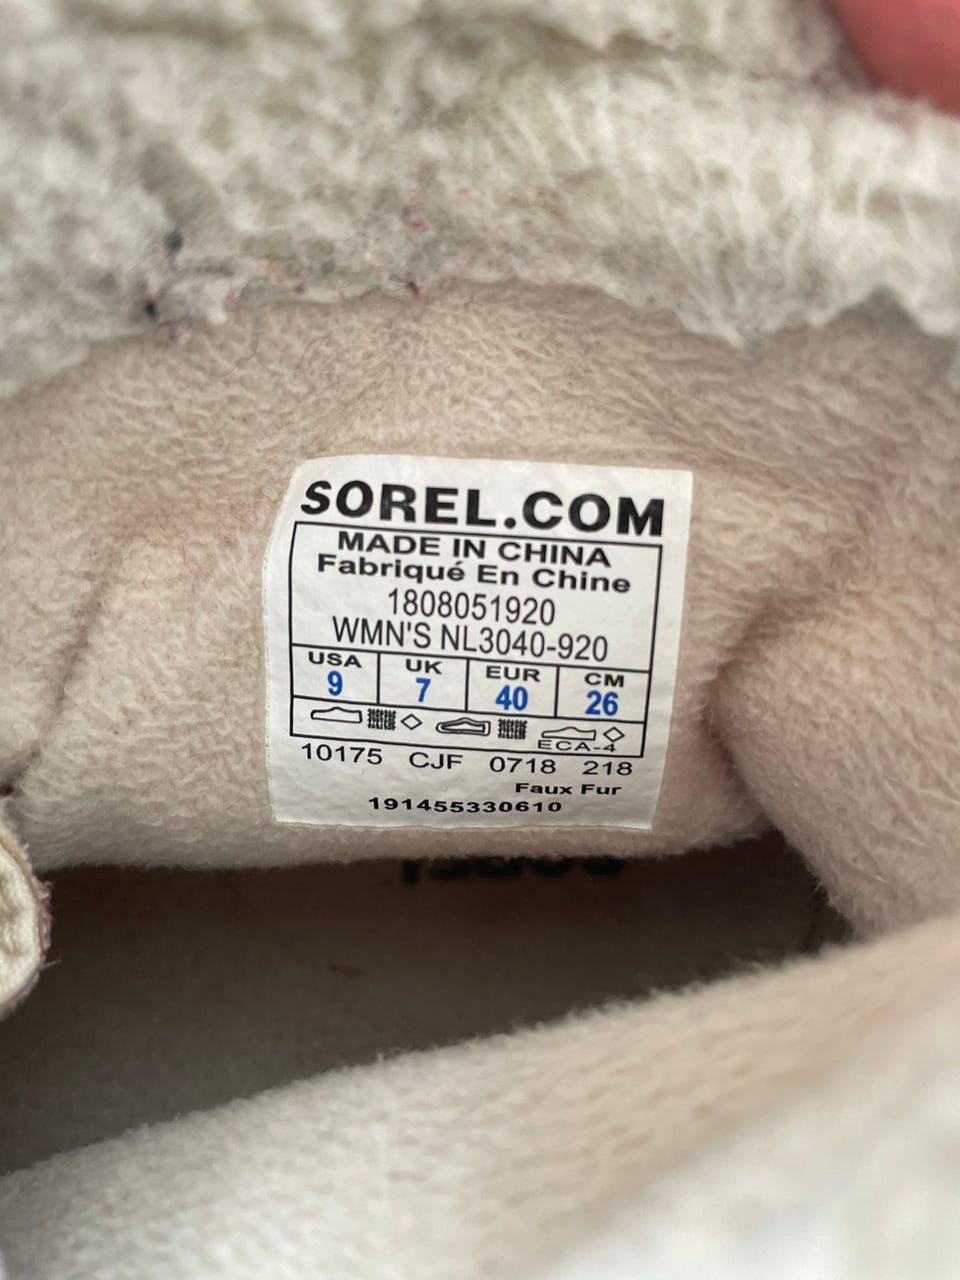 SOREL.COM
MADE IN CHINA
Fabriqué En Chine
1808051920
WMN'S NL3040-920
USA UK EUR CM
9 7 40 26
ECA-4
10175 CJF 0718 218
Faux Fur
191455330610